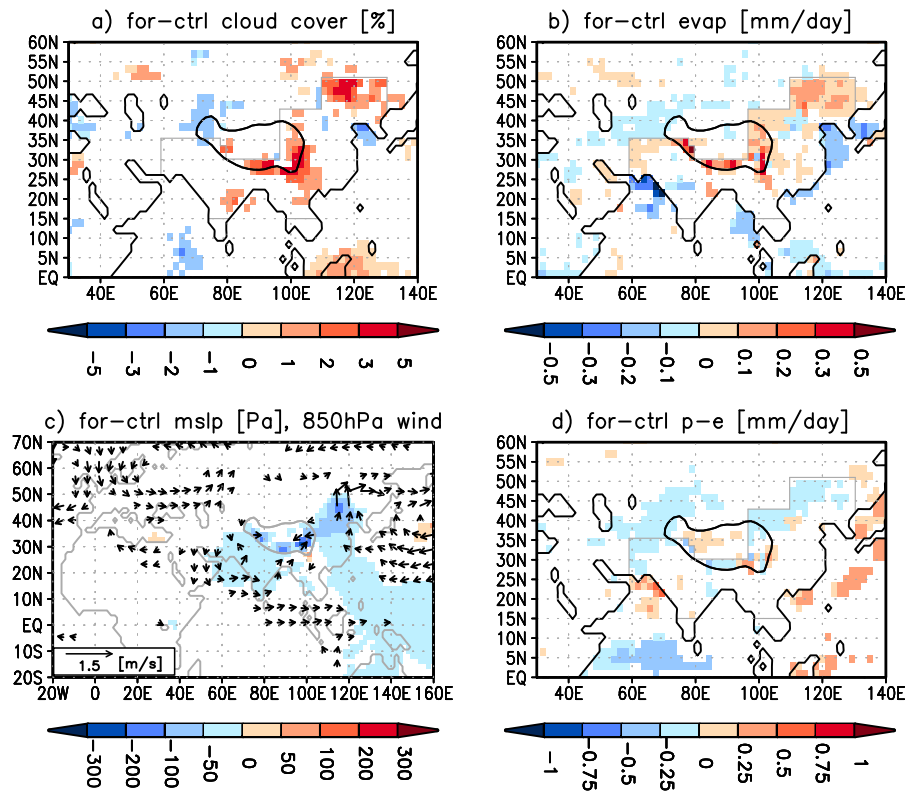 a) for-ctrl cloud cover [%]
60N
55N
50N
45N
40N
35N
30N
25N
20N
15N
10N
5N
EQ
40E 60E 80E 100E 120E 140E
-5 -3 -2 -1 0 1 2 3 5
b) for-ctrl evap [mm/day]
60N
55N
50N
45N
40N
35N
30N
25N
20N
15N
10N
5N
EQ
40E 60E 80E 100E 120E 140E
-0.5 -0.3 -0.2 -0.1 0 0.1 0.2 0.3 0.5
c) for-ctrl mslp [Pa], 850hPa wind
70N
60N
50N
40N
30N
20N
10N
EQ
10S
20S
1.5 [m/s]
20W 0 20E 40E 60E 80E 100E 120E 140E 160E
-300 -200 -100 -50 0 50 100 200 300
d) for-ctrl p-e [mm/day]
60N
55N
50N
45N
40N
35N
30N
25N
20N
15N
10N
5N
EQ
40E 60E 80E 100E 120E 140E
-1 -0.75 -0.5 -0.25 0 0.25 0.5 0.75 1